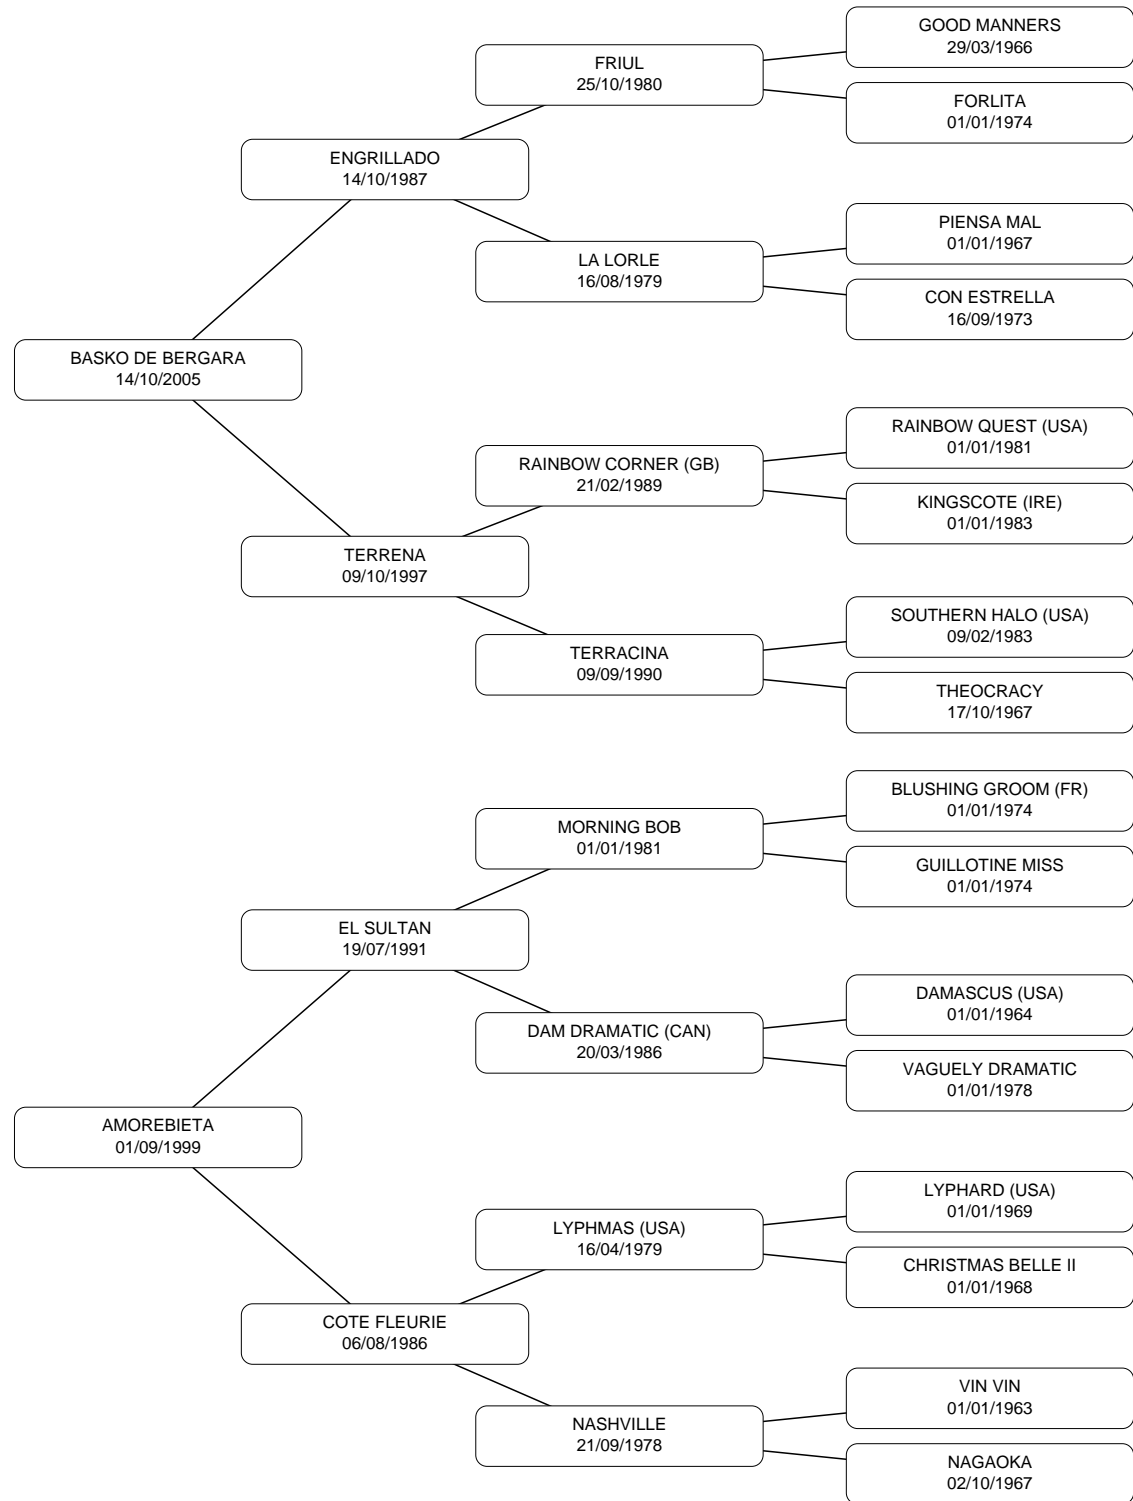 GOOD MANNERS
29/03/1966
FRIUL
25/10/1980
FORLITA
01/01/1974
ENGRILLADO
14/10/1987
PIENSA MAL
01/01/1967
LA LORLE
16/08/1979
CON ESTRELLA
16/09/1973
BASKO DE BERGARA
14/10/2005
RAINBOW QUEST (USA)
01/01/1981
RAINBOW CORNER (GB)
21/02/1989
KINGSCOTE (IRE)
01/01/1983
TERRENA
09/10/1997
SOUTHERN HALO (USA)
09/02/1983
TERRACINA
09/09/1990
THEOCRACY
17/10/1967
BLUSHING GROOM (FR)
01/01/1974
MORNING BOB
01/01/1981
GUILLOTINE MISS
01/01/1974
EL SULTAN
19/07/1991
DAMASCUS (USA)
01/01/1964
DAM DRAMATIC (CAN)
20/03/1986
VAGUELY DRAMATIC
01/01/1978
AMOREBIETA
01/09/1999
LYPHARD (USA)
01/01/1969
LYPHMAS (USA)
16/04/1979
CHRISTMAS BELLE II
01/01/1968
COTE FLEURIE
06/08/1986
VIN VIN
01/01/1963
NASHVILLE
21/09/1978
NAGAOKA
02/10/1967